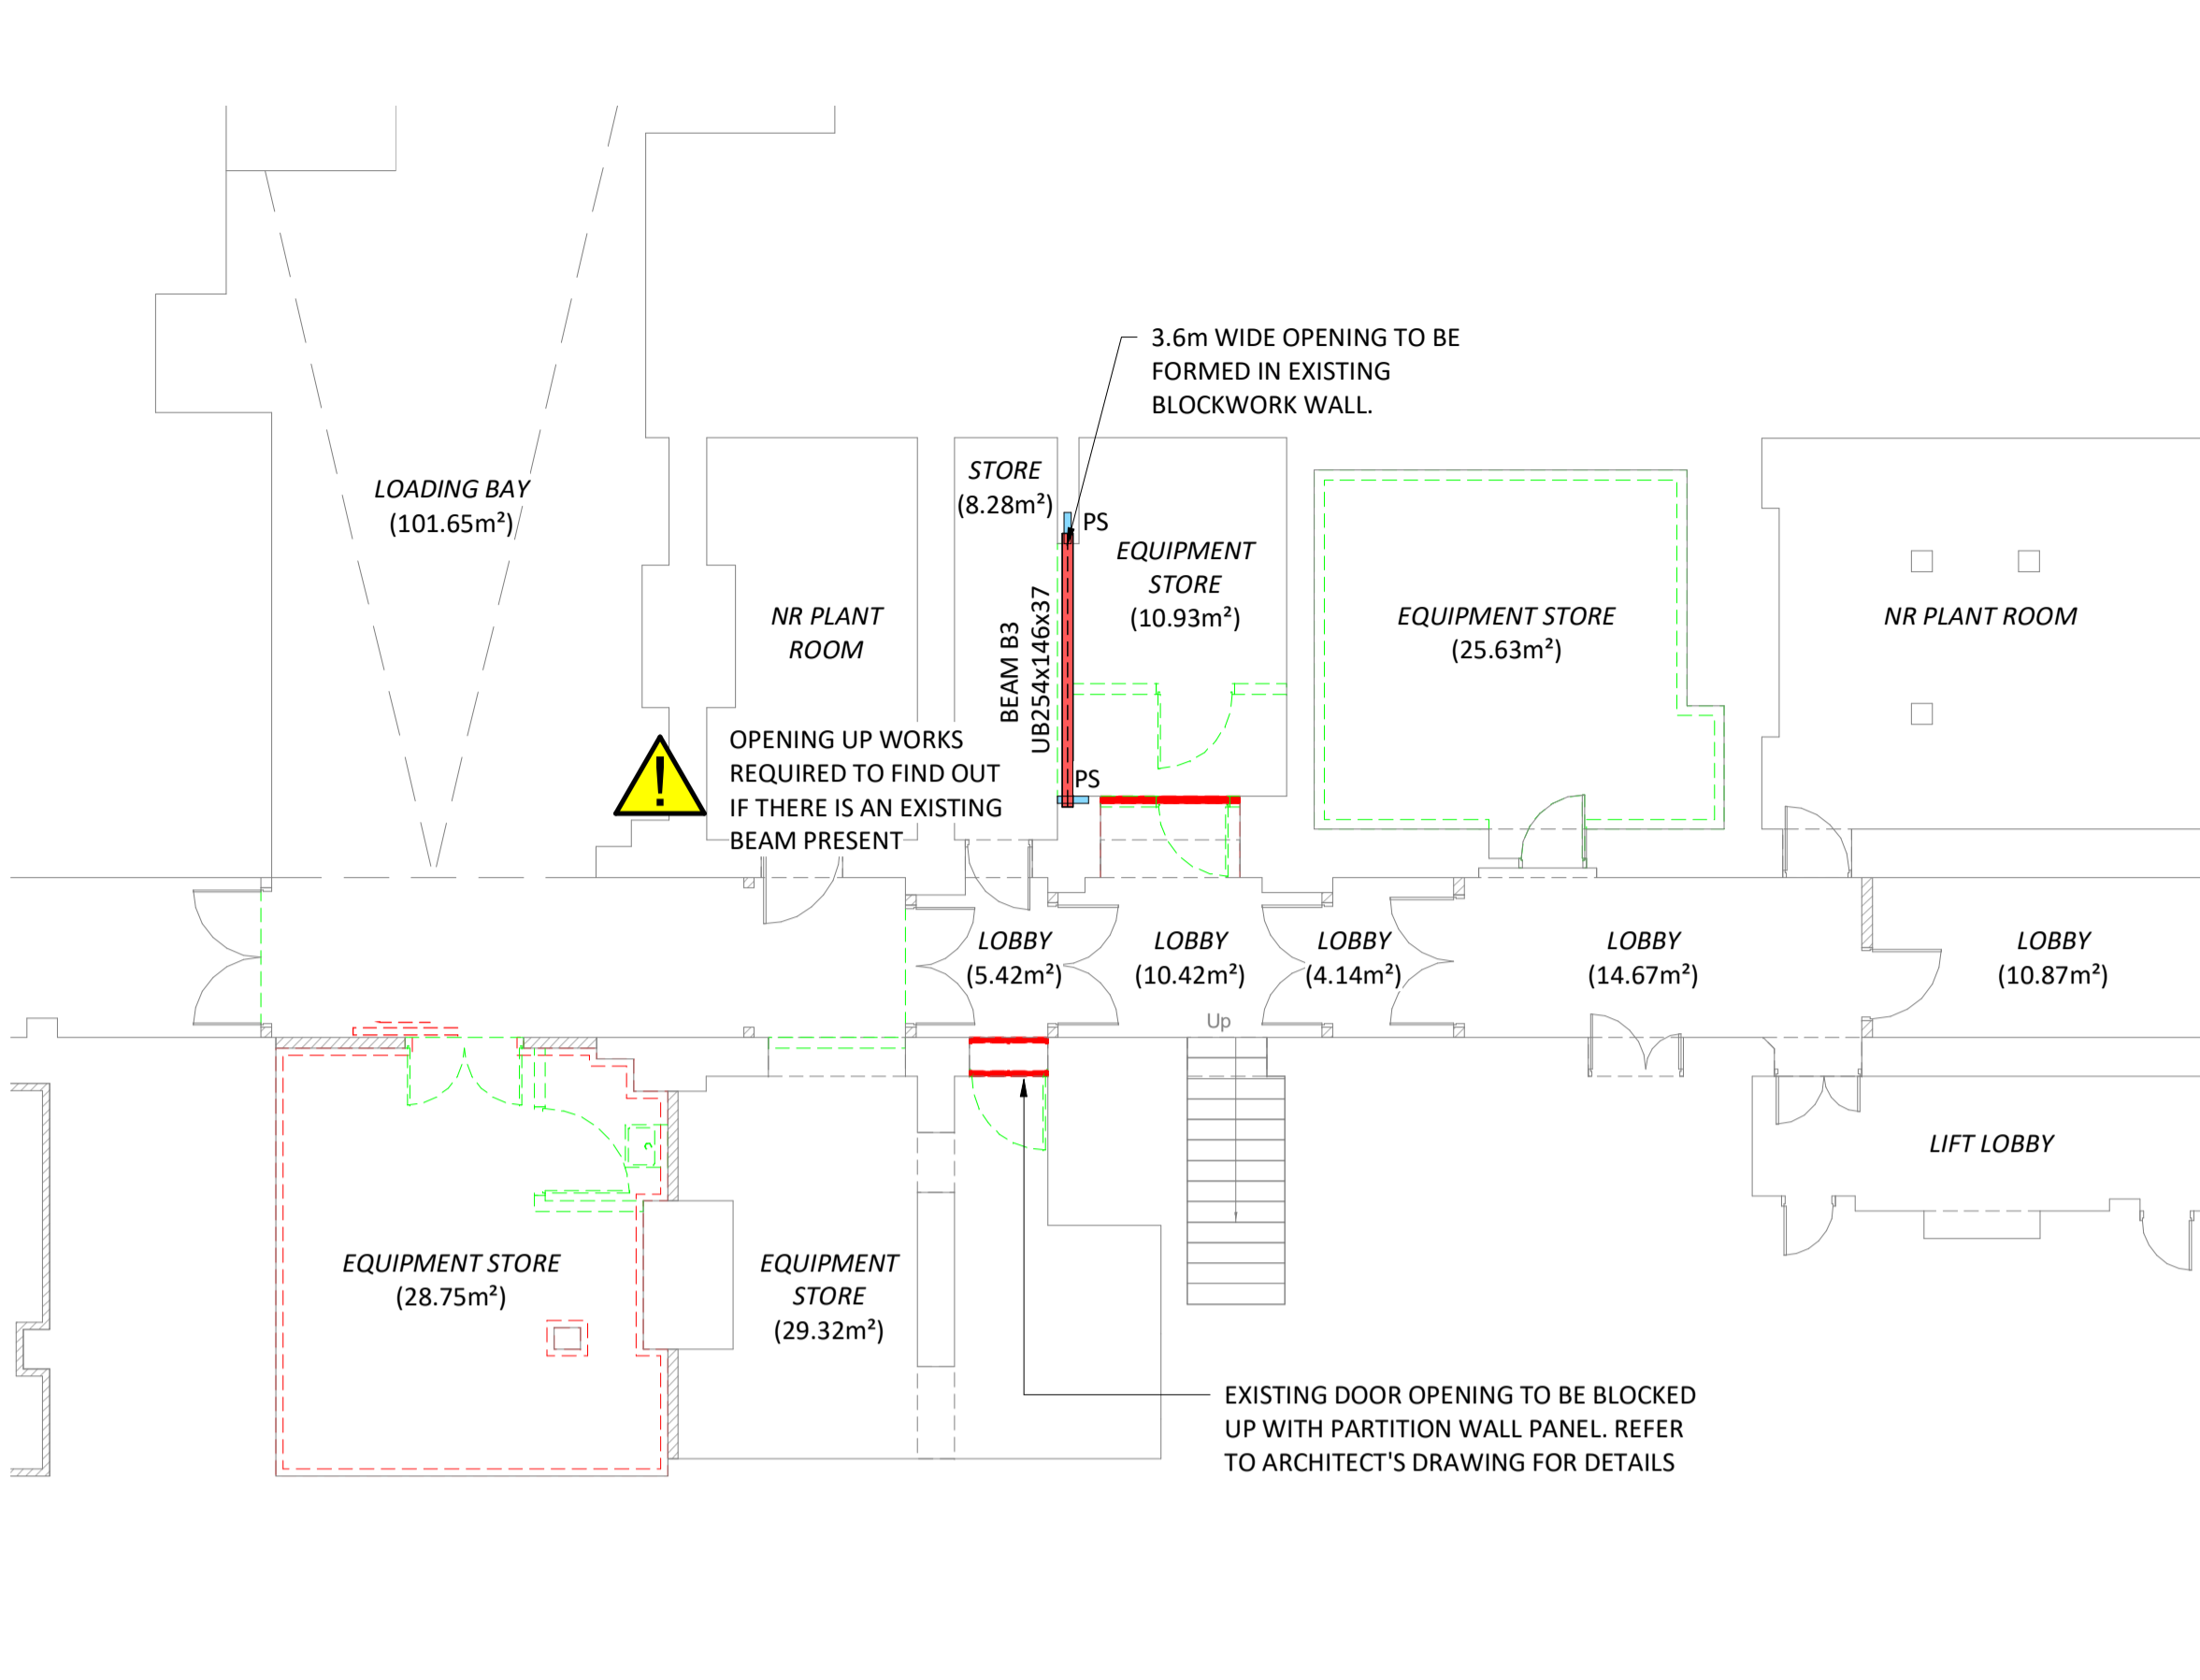 3.6m WIDE OPENING TO BE
FORMED IN EXISTING
BLOCKWORK WALL.
STORE
(8.28m²)
LOADING BAY
(101.65m²)
PS
EQUIPMENT
STORE
(10.93m²)
NR PLANT
ROOM
BEAM B3
UB254x146x37
EQUIPMENT STORE
(25.63m²)
NR PLANT ROOM
!
OPENING UP WORKS
REQUIRED TO FIND OUT
IF THERE IS AN EXISTING
BEAM PRESENT
PS
LOBBY
(5.42m²)
LOBBY
(10.42m²)
LOBBY
(4.14m²)
LOBBY
(14.67m²)
LOBBY
(10.87m²)
Up
LIFT LOBBY
EQUIPMENT STORE
(28.75m²)
EQUIPMENT
STORE
(29.32m²)
EXISTING DOOR OPENING TO BE BLOCKED
UP WITH PARTITION WALL PANEL. REFER
TO ARCHITECT'S DRAWING FOR DETAILS